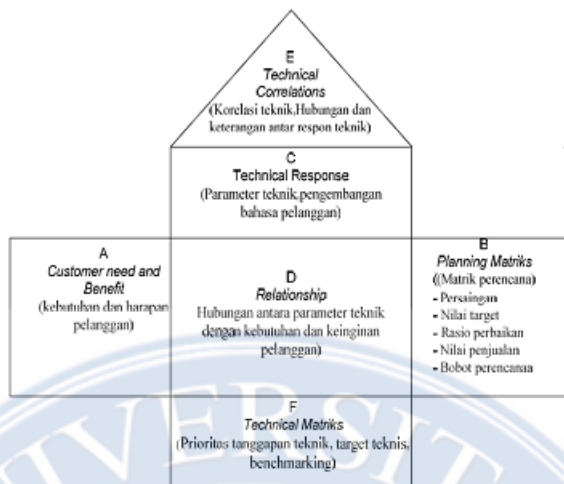 E
Technical
Correlations
(Korelasi teknik,Hubungan dan
keterangan antar respon teknik)
C
Technical Response
(Parameter teknik,pengembangan
bahasa pelanggan)
A
Customer need and
Benefit
(kebutuhan dan harapan
pelanggan)
D
Relationship
Hubungan antara parameter teknik
dengan kebutuhan dan keinginan
pelanggan)
B
Planning Matriks
((Matrik perencana)
- Persaingan
- Nilai target
- Rasio perbaikan
- Nilai penjualan
- Bobot perencanaa
F
Technical Matriks
(Prioritas tanggapan teknik, target teknis,
benchmarking)
IVERSIT